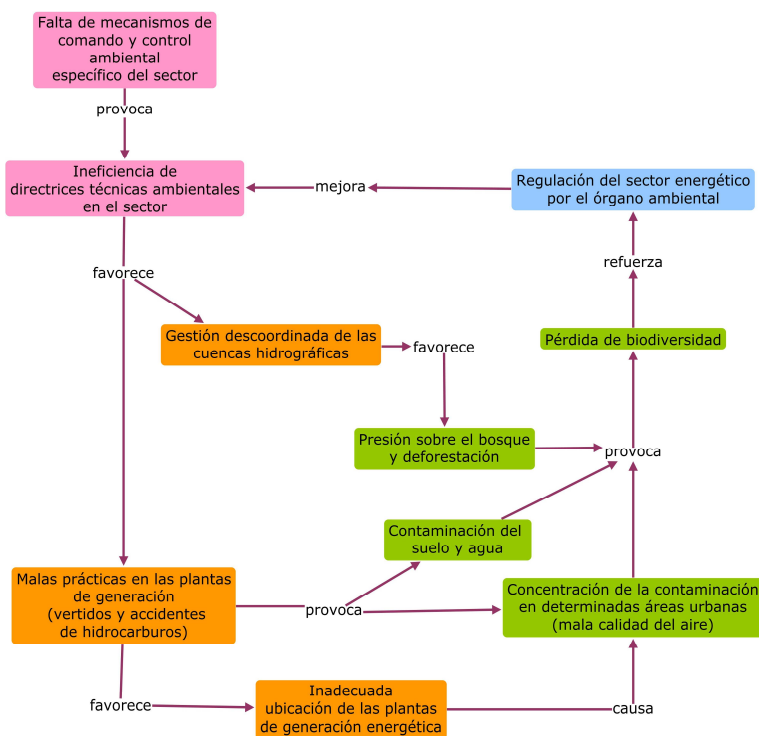 Falta de mecanismos de
comando y control
ambiental
específico del sector
provoca
Ineficiencia de
directrices técnicas ambientales
en el sector
mejora
Regulación del sector energético
por el órgano ambiental
favorece
refuerza
Gestión descoordinada de las
cuencas hidrográficas
favorece
Pérdida de biodiversidad
Presión sobre el bosque
y deforestación
provoca
Contaminación del
suelo y agua
Malas prácticas en las plantas
de generación
(vertidos y accidentes
de hidrocarburos)
provoca
Concentración de la contaminación
en determinadas áreas urbanas
(mala calidad del aire)
favorece
Inadecuada
ubicación de las plantas
de generación energética
causa